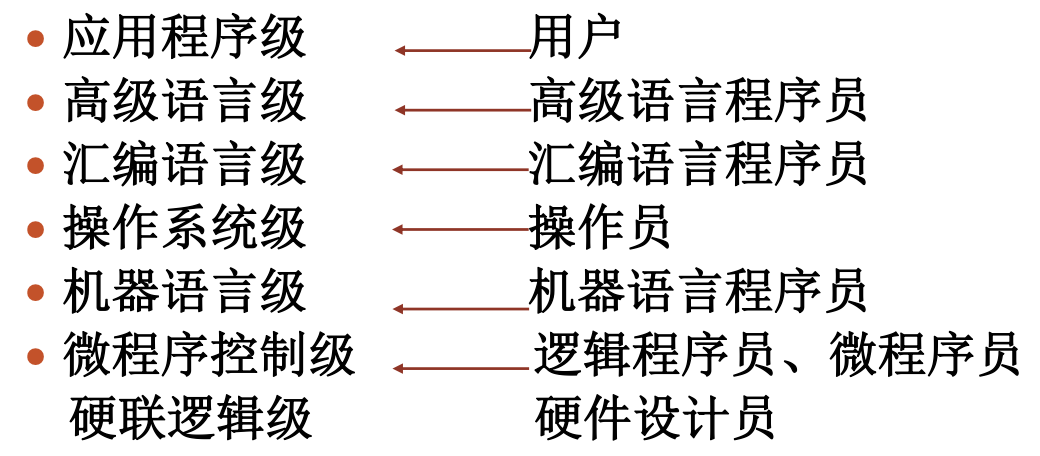 • 应用程序级 用户
• 高级语言级 高级语言程序员
• 汇编语言级 汇编语言程序员
• 操作系统级 操作员
• 机器语言级 机器语言程序员
• 微程序控制级 逻辑程序员、微程序员
硬联逻辑级 硬件设计员